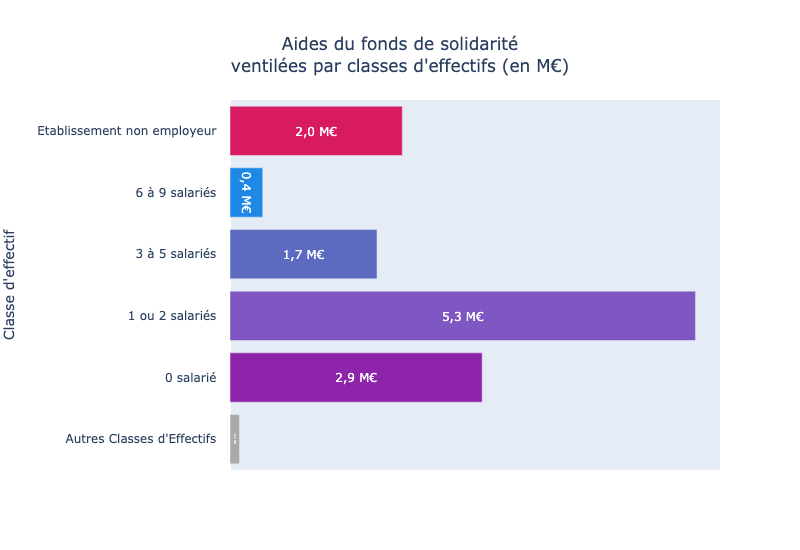 Aides du fonds de solidarité
ventilées par classes d'effectifs (en M€)
Classe d'effectif
Etablissement non employeur
2,0 M€
6 à 9 salariés
0,4 M€
3 à 5 salariés
1,7 M€
1 ou 2 salariés
5,3 M€
0 salarié
2,9 M€
Autres Classes d'Effectifs